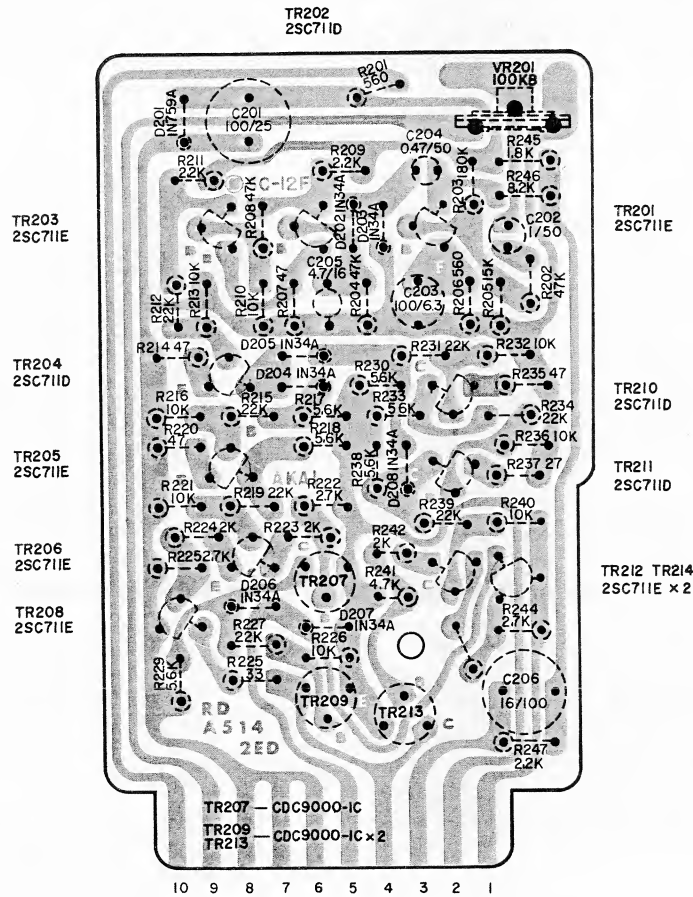 TR202
2SC711D
VR201
100KB
R201
560
D201
1N759A
C201
100/25
C204
047/50
R245
1.8K
R209
2.2K
R211
22K
C-12F
R203 180K
R246
8.2K
R208 47K
D202 1N34A
D203
1N34A
C202
1/50
TR203
2SC711E
TR201
2SC711E
C205
4.7/16
R204 47K
C203
100/6.3
R202
47K
R212
22K
R213 10K
R210
10K
R207 47
R206 560
R205 15K
R214 47
D205 1N34A
R231 22K
R232 10K
TR204
2SC711D
D204 1N34A
R230
5.6K
R235 47
TR210
2SC711D
R216
10K
R215
22K
R217
5.6K
R233
5.6K
R234
22K
R220
47
R218
5.6K
R236 10K
TR205
2SC711E
AKAI
R238
5.6K
D208 1N34A
R237 27
TR211
2SC711D
R221
10K
R219 22K
R222
2.7K
R239
22K
R240
10K
R224 2K
R223 2K
R242
2K
TR206
2SC711E
R225 2.7K
TR207
R241
4.7K
TR212 TR214
2SC711E × 2
D206
1N34A
TR208
2SC711E
D207
1N34A
R244
2.7K
R227
22K
R226
10K
R229
5.6K
R225
33
TR209
TR213
C
C206
16/100
RD
A514
2ED
B
R247
2.2K
TR207 — CDC9000-1C
TR209
TR213 — CDC9000-1C × 2
10 9 8 7 6 5 4 3 2 1